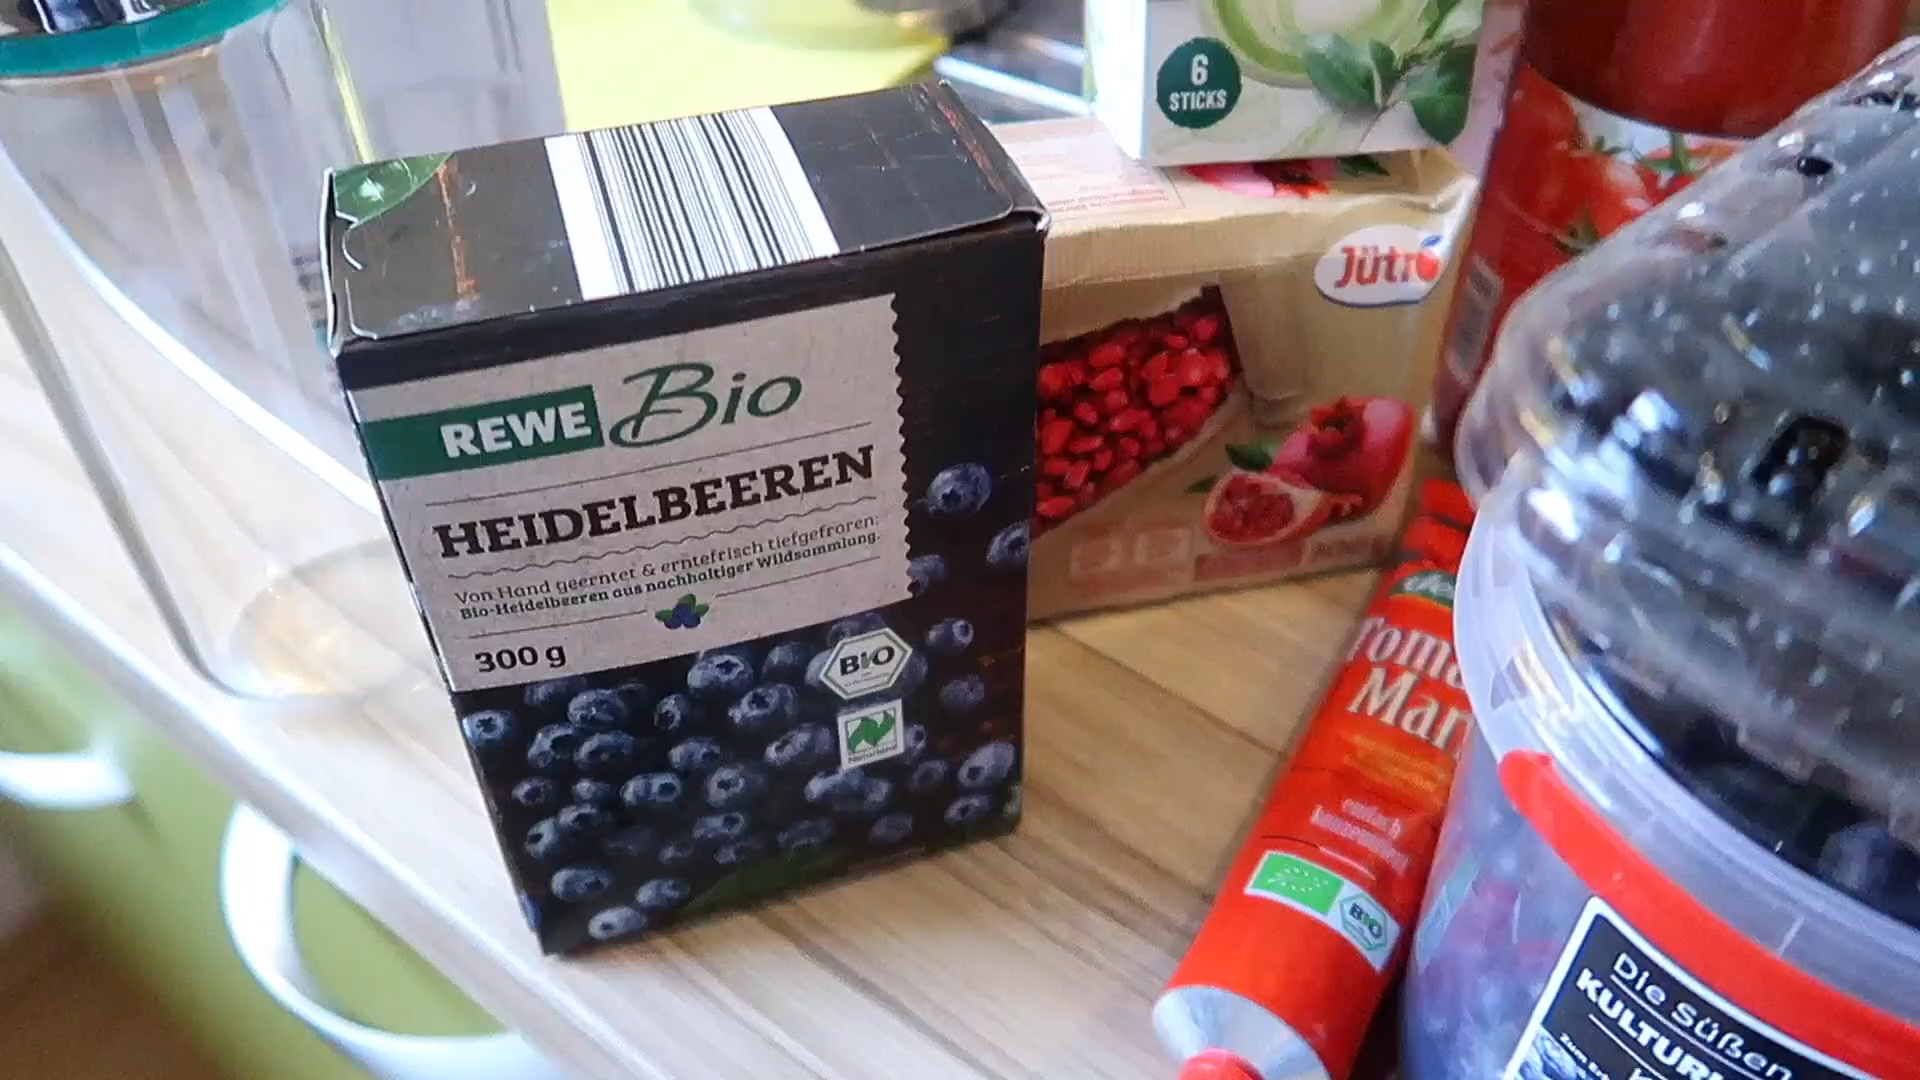 6
STICKS
Jütro
REWE Bio
HEIDELBEEREN
Von Hand geerntet & erntefrisch tiefgefroren:
Bio-Heidelbeeren aus nachhaltiger Wildsammlung.
300 g
BIO
Naturland
Toma
Mar
einfach
BIO
Die Süßen
KULTUR